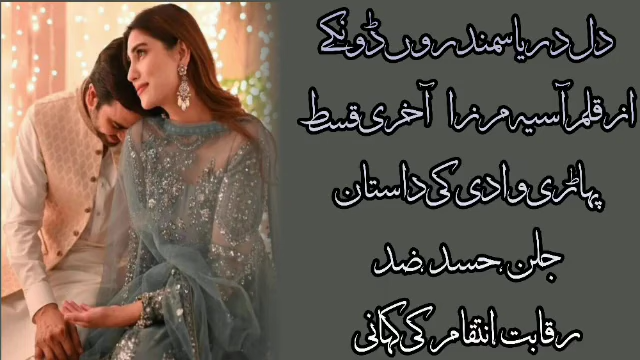 دل دریا سمندروں ڈونگے
از قلم آسیہ مرزا آخری قسط
پہاڑی وادی کی داستان
جلن، حسد، ضد
رقابت انتقام کی کہانی